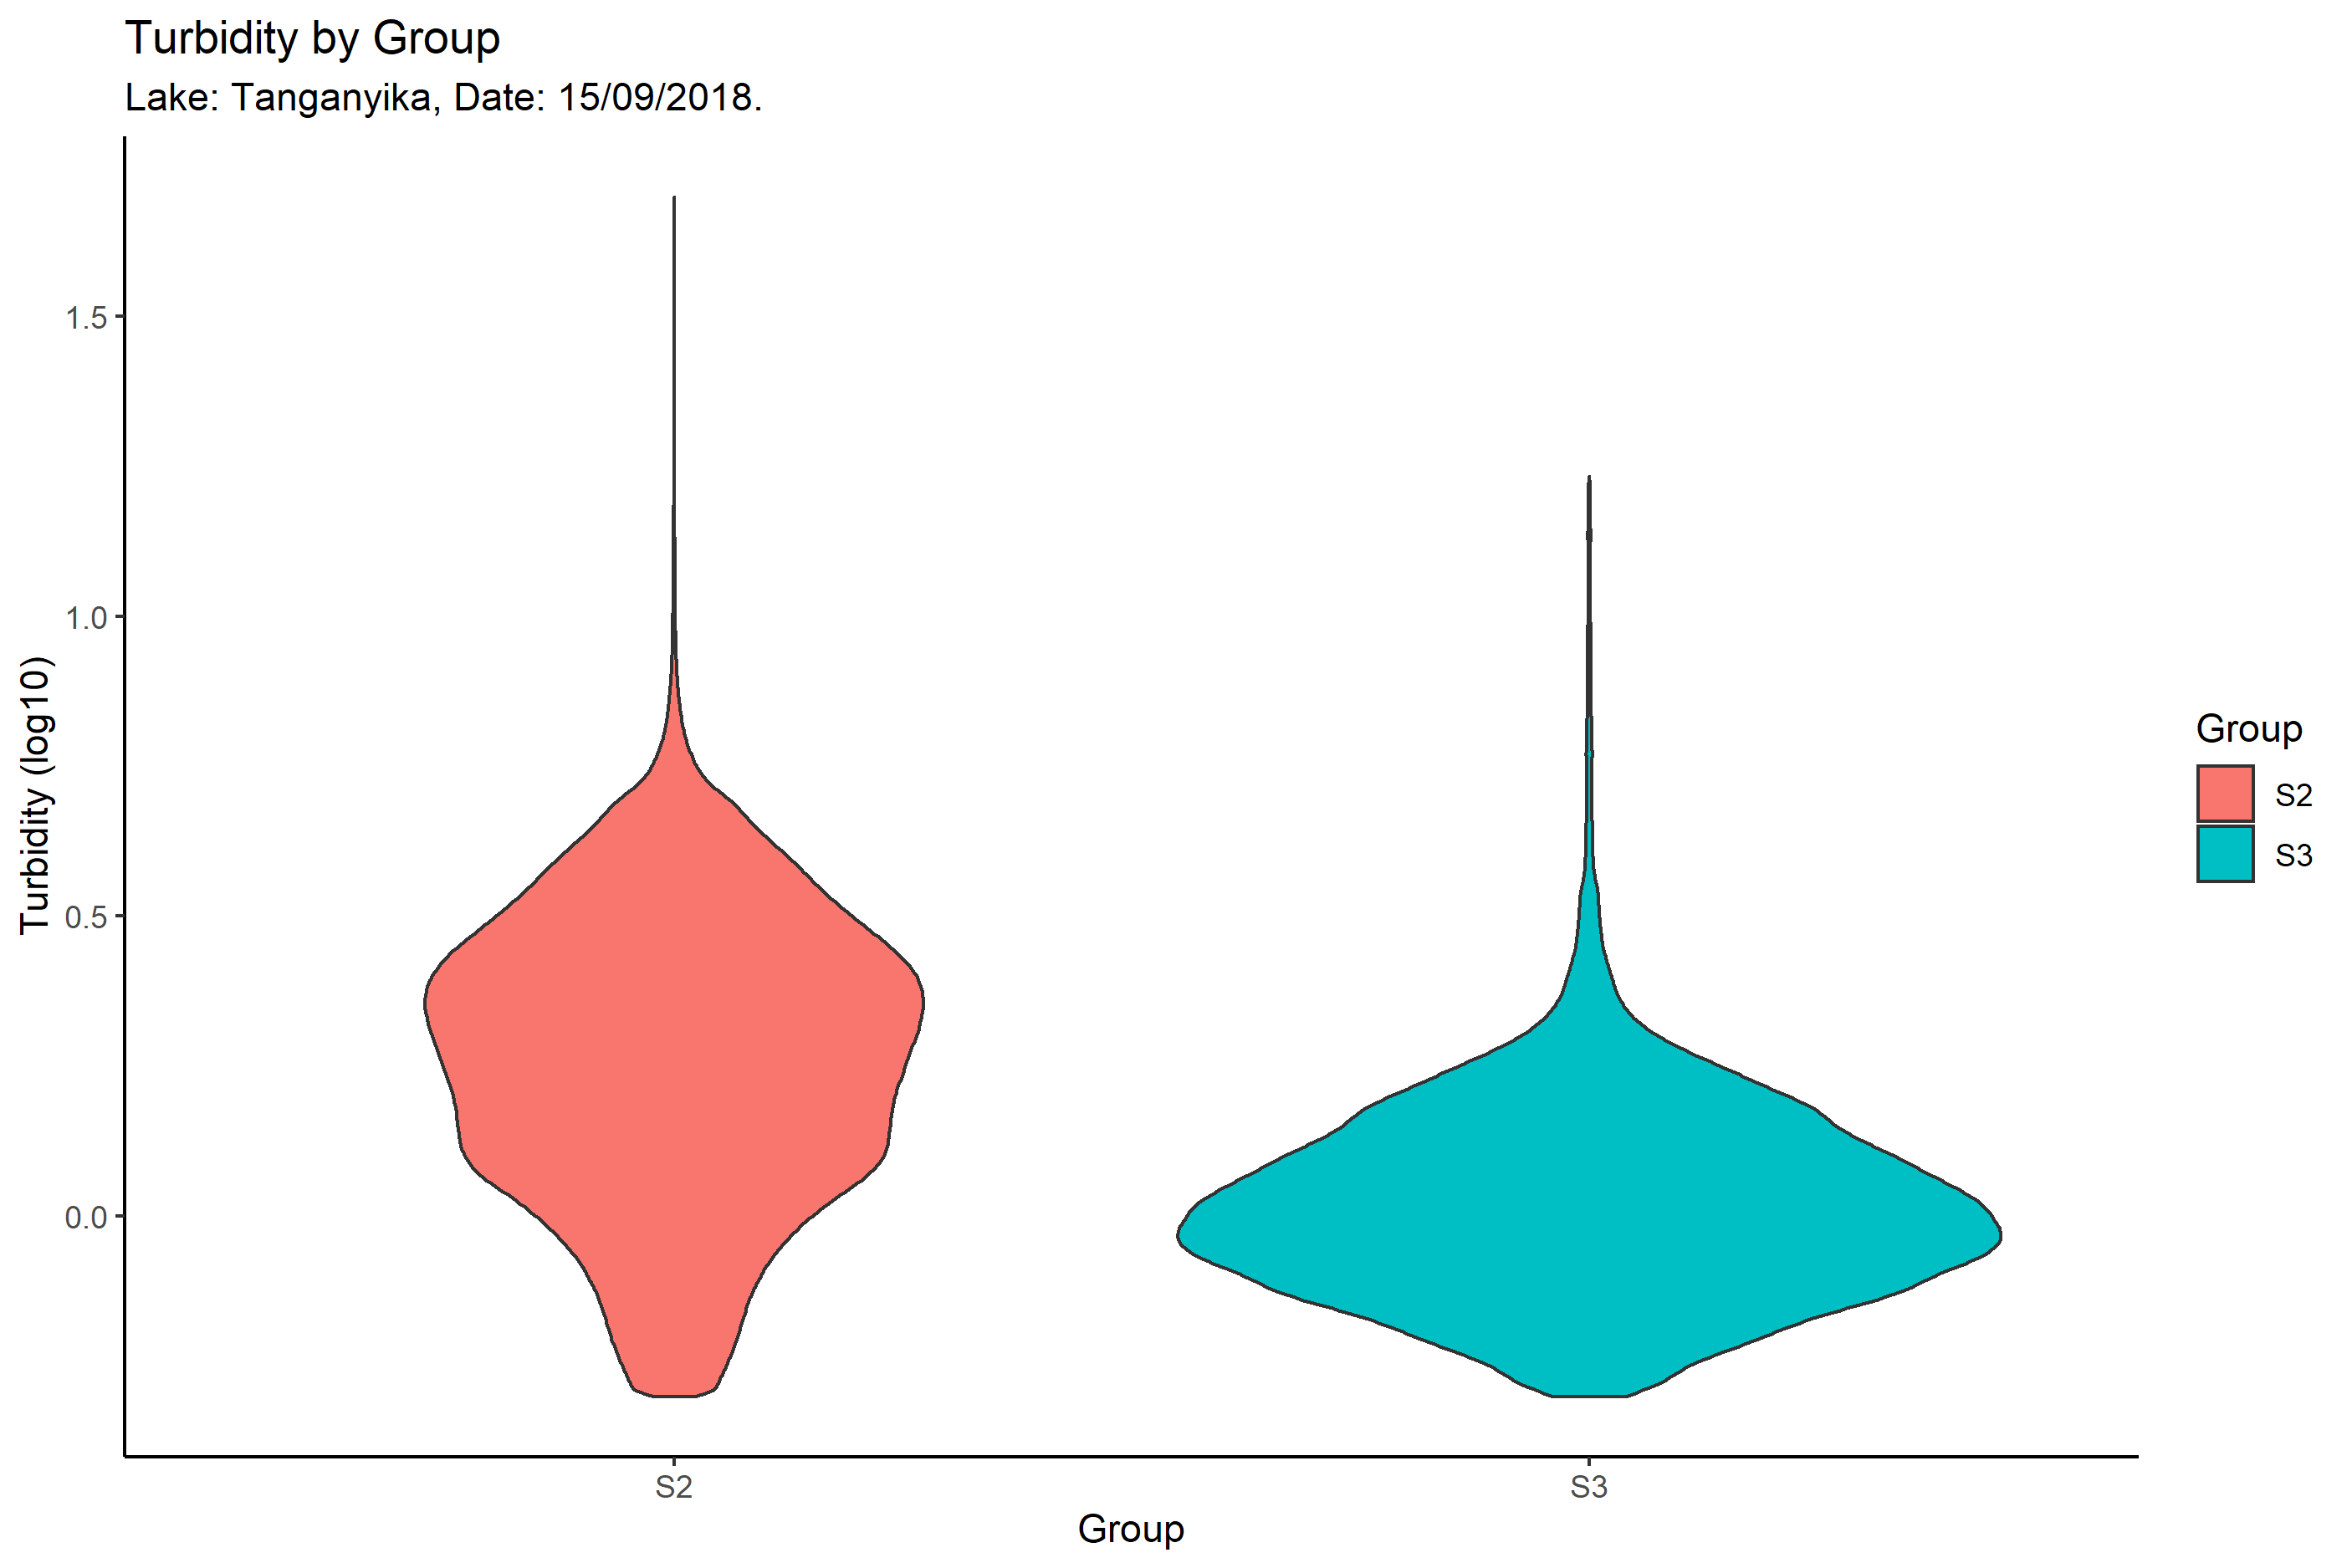 Turbidity by Group
Lake: Tanganyika, Date: 15/09/2018.
Turbidity (log10)
1.5
1.0
0.5
0.0
S2
S3
Group
Group
S2
S3